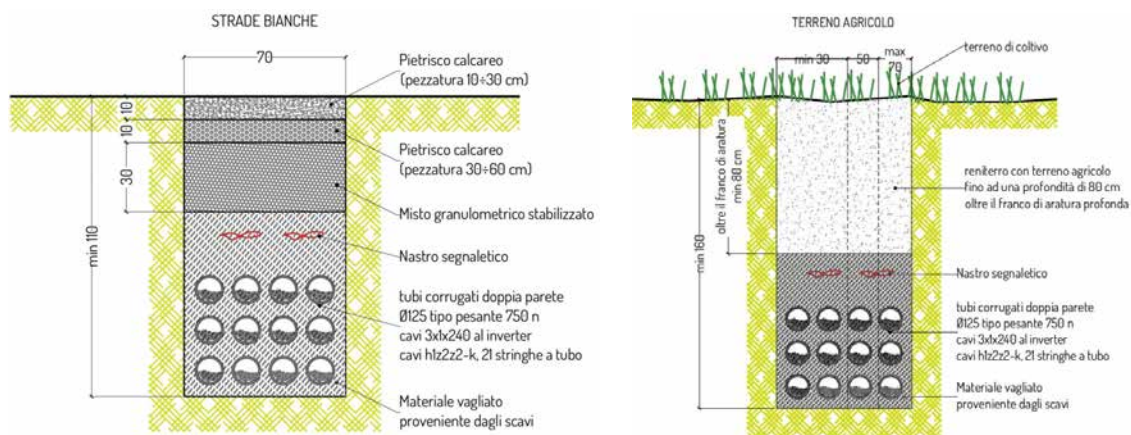 STRADE BIANCHE
70
10
10
30
min 110
Pietrisco calcareo
(pezzatura 10÷30 cm)
Pietrisco calcareo
(pezzatura 30÷60 cm)
Misto granulometrico stabilizzato
Nastro segnaletico
tubi corrugati doppia parete
Ø125 tipo pesante 750 n
cavi 3x1x240 al inverter
cavi h1z2z2-k, 21 stringhe a tubo
Materiale vagliato
proveniente dagli scavi
TERRENO AGRICOLO
min 30
50
max
70
terreno di coltivo
oltre il franco di aratura
min 80 cm
min 160
reniterro con terreno agricolo
fino ad una profondità di 80 cm
oltre il franco di aratura profonda
Nastro segnaletico
tubi corrugati doppia parete
Ø125 tipo pesante 750 n
cavi 3x1x240 al inverter
cavi h1z2z2-k, 21 stringhe a tubo
Materiale vagliato
proveniente dagli scavi